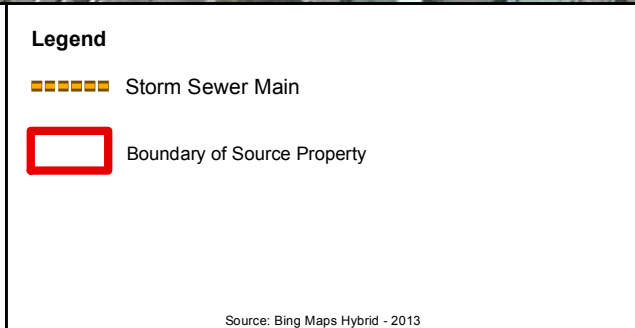 Legend
Storm Sewer Main
Boundary of Source Property
Source: Bing Maps Hybrid - 2013